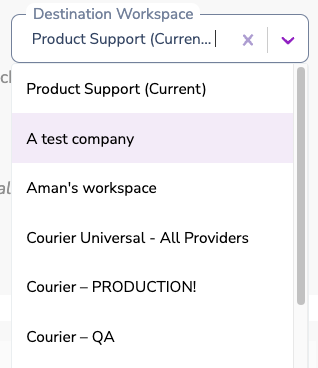 Destination Workspace
Product Support (Curren...
Product Support (Current)
A test company
Aman's workspace
Courier Universal - All Providers
Courier – PRODUCTION!
Courier – QA